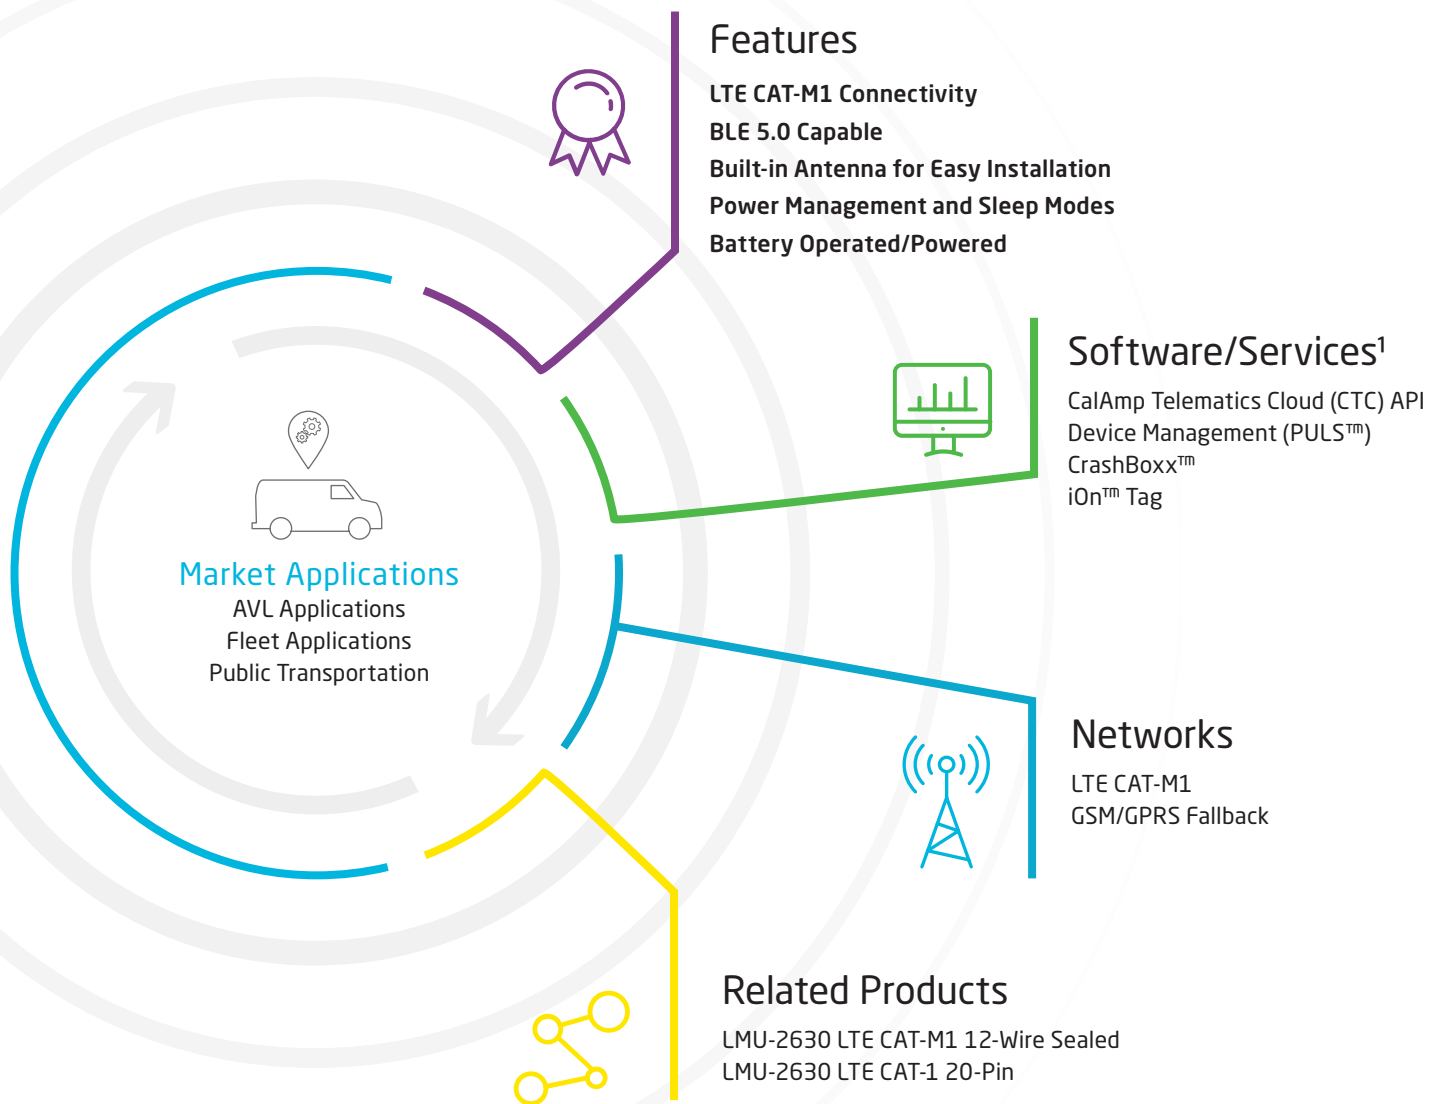 Features
LTE CAT-M1 Connectivity
BLE 5.0 Capable
Built-in Antenna for Easy Installation
Power Management and Sleep Modes
Battery Operated/Powered
Software/Services¹
CalAmp Telematics Cloud (CTC) API
Device Management (PULS™)
CrashBoxx™
iOn™ Tag
Market Applications
AVL Applications
Fleet Applications
Public Transportation
Networks
LTE CAT-M1
GSM/GPRS Fallback
Related Products
LMU-2630 LTE CAT-M1 12-Wire Sealed
LMU-2630 LTE CAT-1 20-Pin